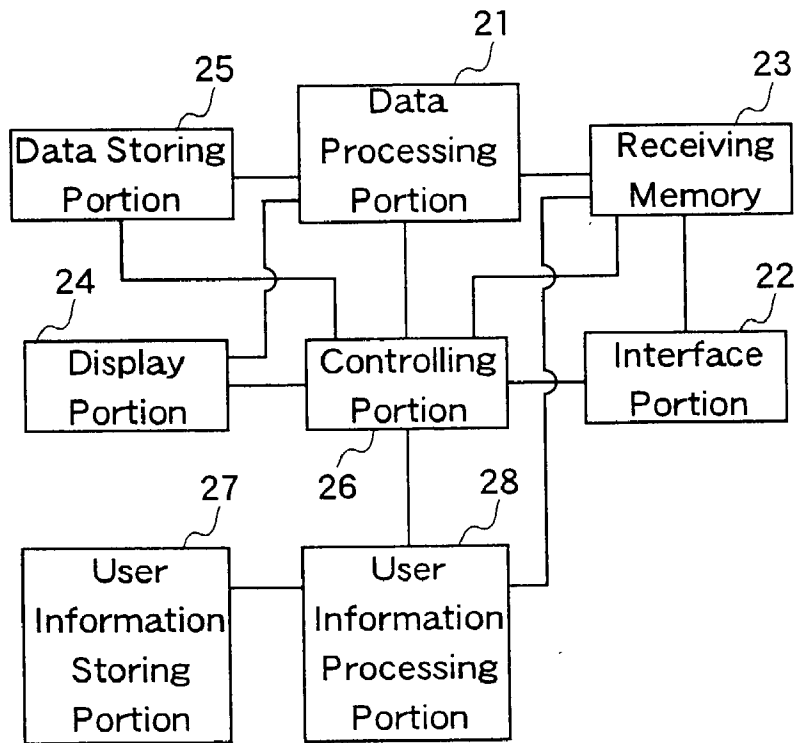 21
25
23
Data
Processing
Portion
Data Storing
Portion
Receiving
Memory
24
22
Display
Portion
Controlling
Portion
Interface
Portion
26
27
28
User
Information
Storing
Portion
User
Information
Processing
Portion